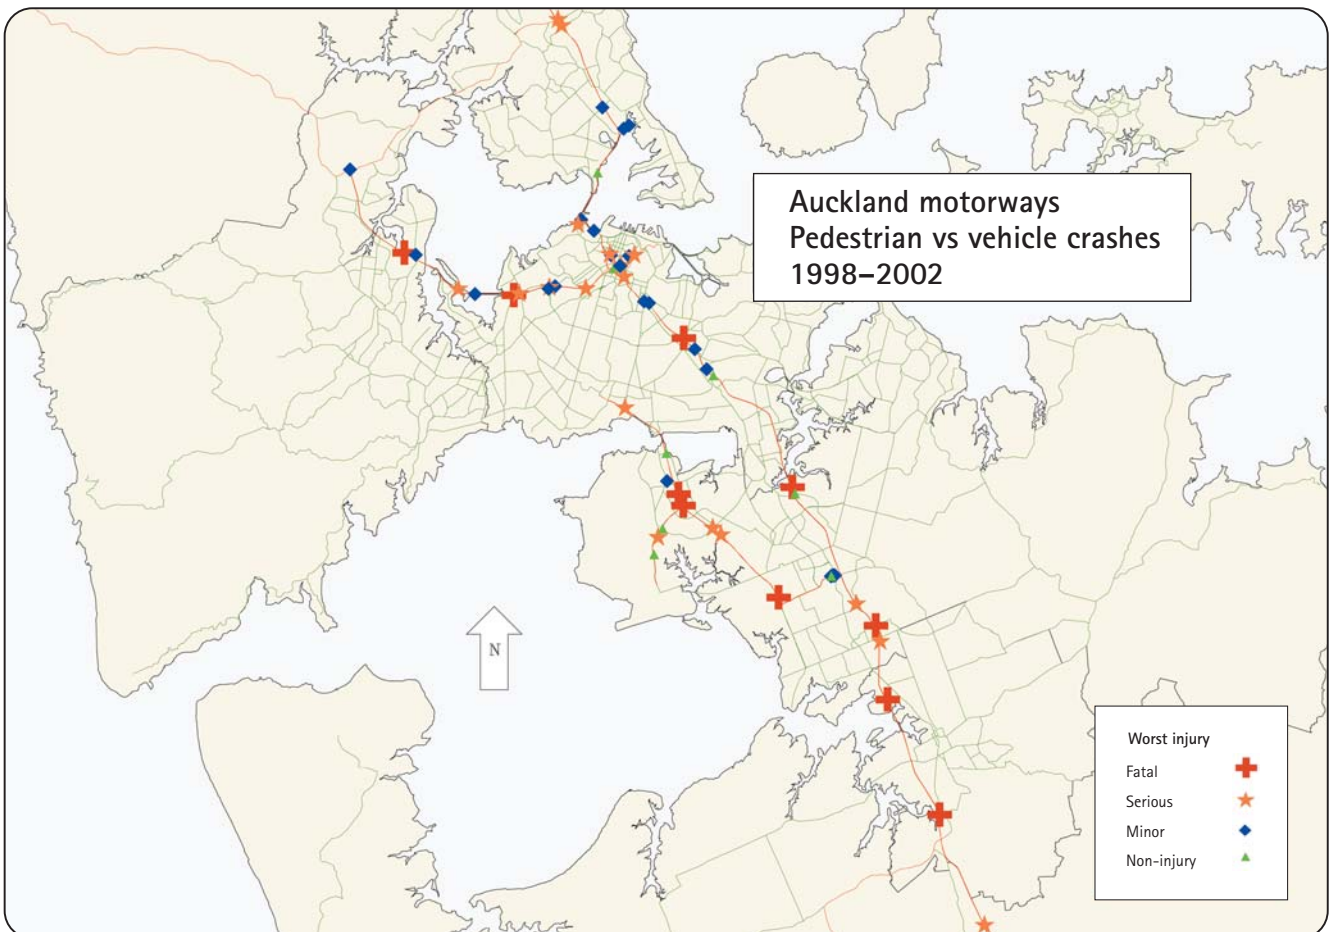 Auckland motorways
Pedestrian vs vehicle crashes
1998–2002
N
Worst injury
Fatal
Serious
Minor
Non-injury